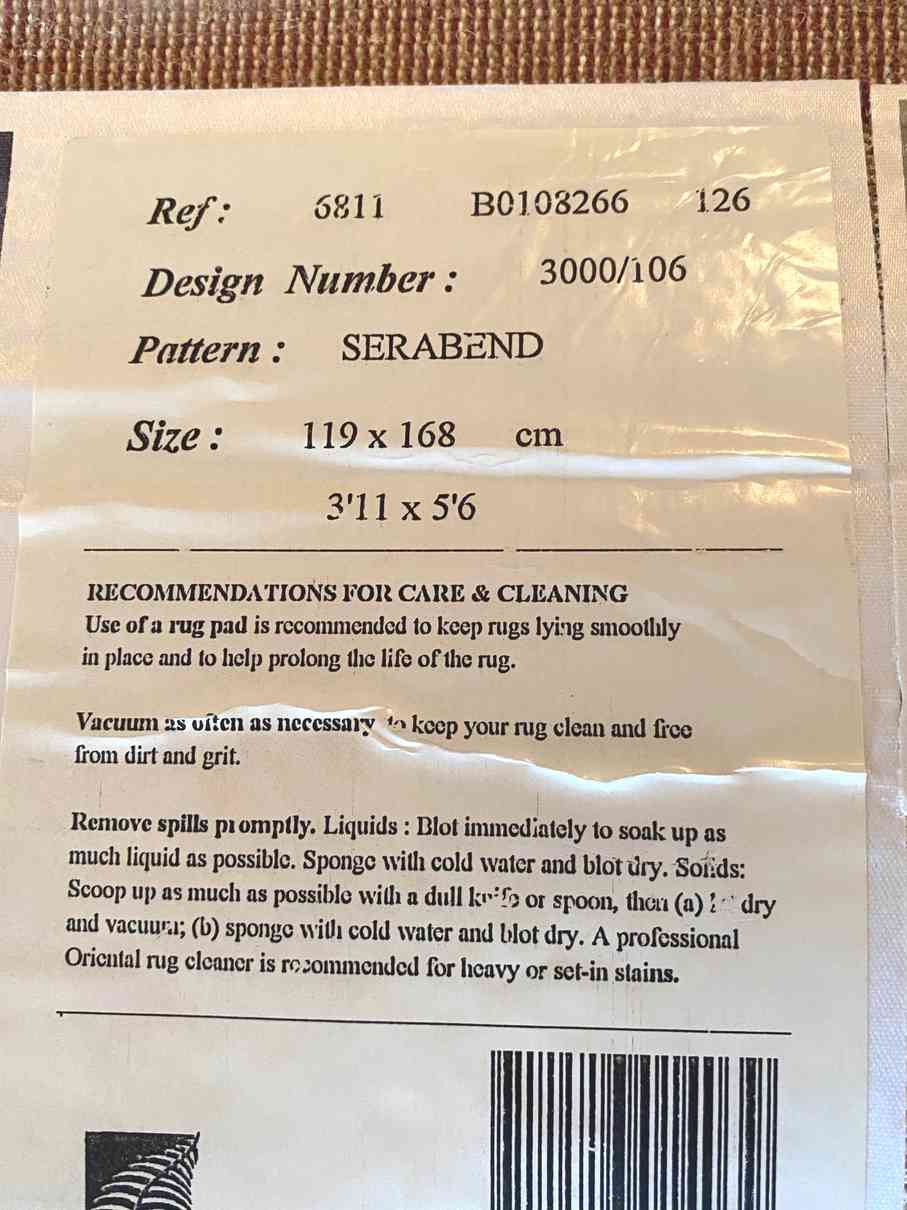 Ref: 6811 B0108266 126
Design Number: 3000/106
Pattern: SERABEND
Size: 119 x 168 cm
3'11 x 5'6
RECOMMENDATIONS FOR CARE & CLEANING
Use of a rug pad is recommended to keep rugs lying smoothly
in place and to help prolong the life of the rug.
Vacuum as often as necessary to keep your rug clean and free
from dirt and grit.
Remove spills promptly. Liquids : Blot immediately to soak up as
much liquid as possible. Sponge with cold water and blot dry. Solids:
Scoop up as much as possible with a dull knife or spoon, then (a) dry
and vacuum; (b) sponge with cold water and blot dry. A professional
Oriental rug cleaner is recommended for heavy or set-in stains.